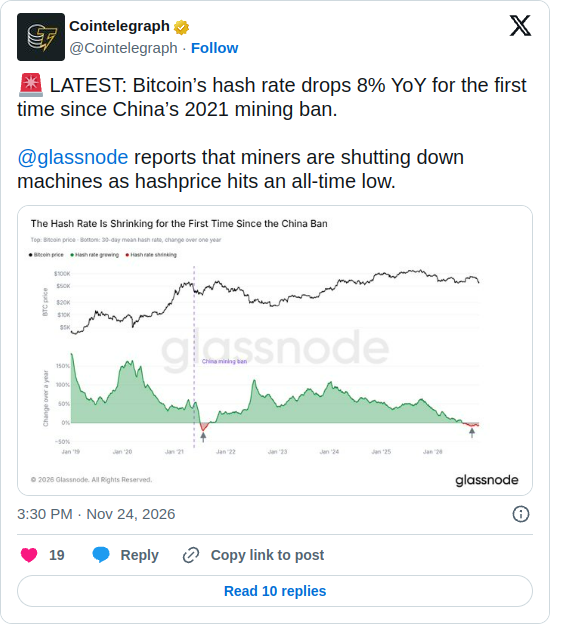 Cointelegraph
@Cointelegraph · Follow
🚨 LATEST: Bitcoin’s hash rate drops 8% YoY for the first
time since China’s 2021 mining ban.
@glassnode reports that miners are shutting down
machines as hashprice hits an all-time low.
The Hash Rate Is Shrinking for the First Time Since the China Ban
Top: Bitcoin price · Bottom: 30-day mean hash rate, change over one year
Bitcoin price Hash rate growing Hash rate shrinking
$100K
$50K
$20K
$10K
$5K
BTC price
glassnode
China mining ban
150%
100%
50%
0%
−50%
Change over a year
Jan '19 Jan '20 Jan '21 Jan '22 Jan '23 Jan '24 Jan '25 Jan '26
© 2026 Glassnode. All Rights Reserved.
glassnode
3:30 PM · Nov 24, 2026
19 Reply Copy link to post
Read 10 replies